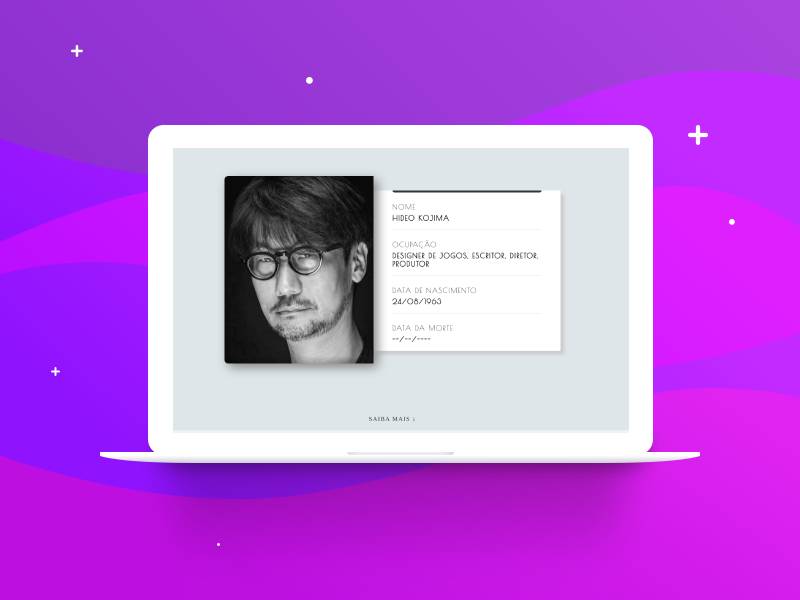 NOME
HIDEO KOJIMA
OCUPAÇÃO
DESIGNER DE JOGOS, ESCRITOR, DIRETOR,
PRODUTOR
DATA DE NASCIMENTO
24/08/1963
DATA DA MORTE
--/--/----
SAIBA MAIS ↓